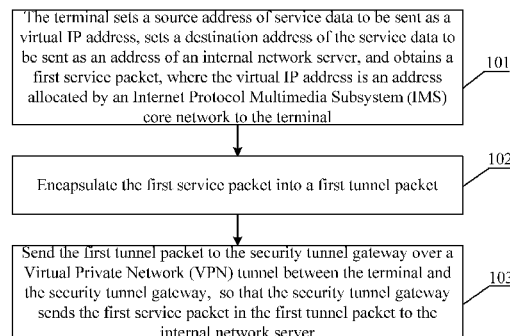 The terminal sets a source address of service data to be sent as a
virtual IP address, sets a destination address of the service data to
be sent as an address of an internal network server, and obtains a
first service packet, where the virtual IP address is an address
allocated by an Internet Protocol Multimedia Subsystem (IMS)
core network to the terminal
101
Encapsulate the first service packet into a first tunnel packet
102
Send the first tunnel packet to the security tunnel gateway over a
Virtual Private Network (VPN) tunnel between the terminal and
the security tunnel gateway, so that the security tunnel gateway
sends the first service packet in the first tunnel packet to the
internal network server
103